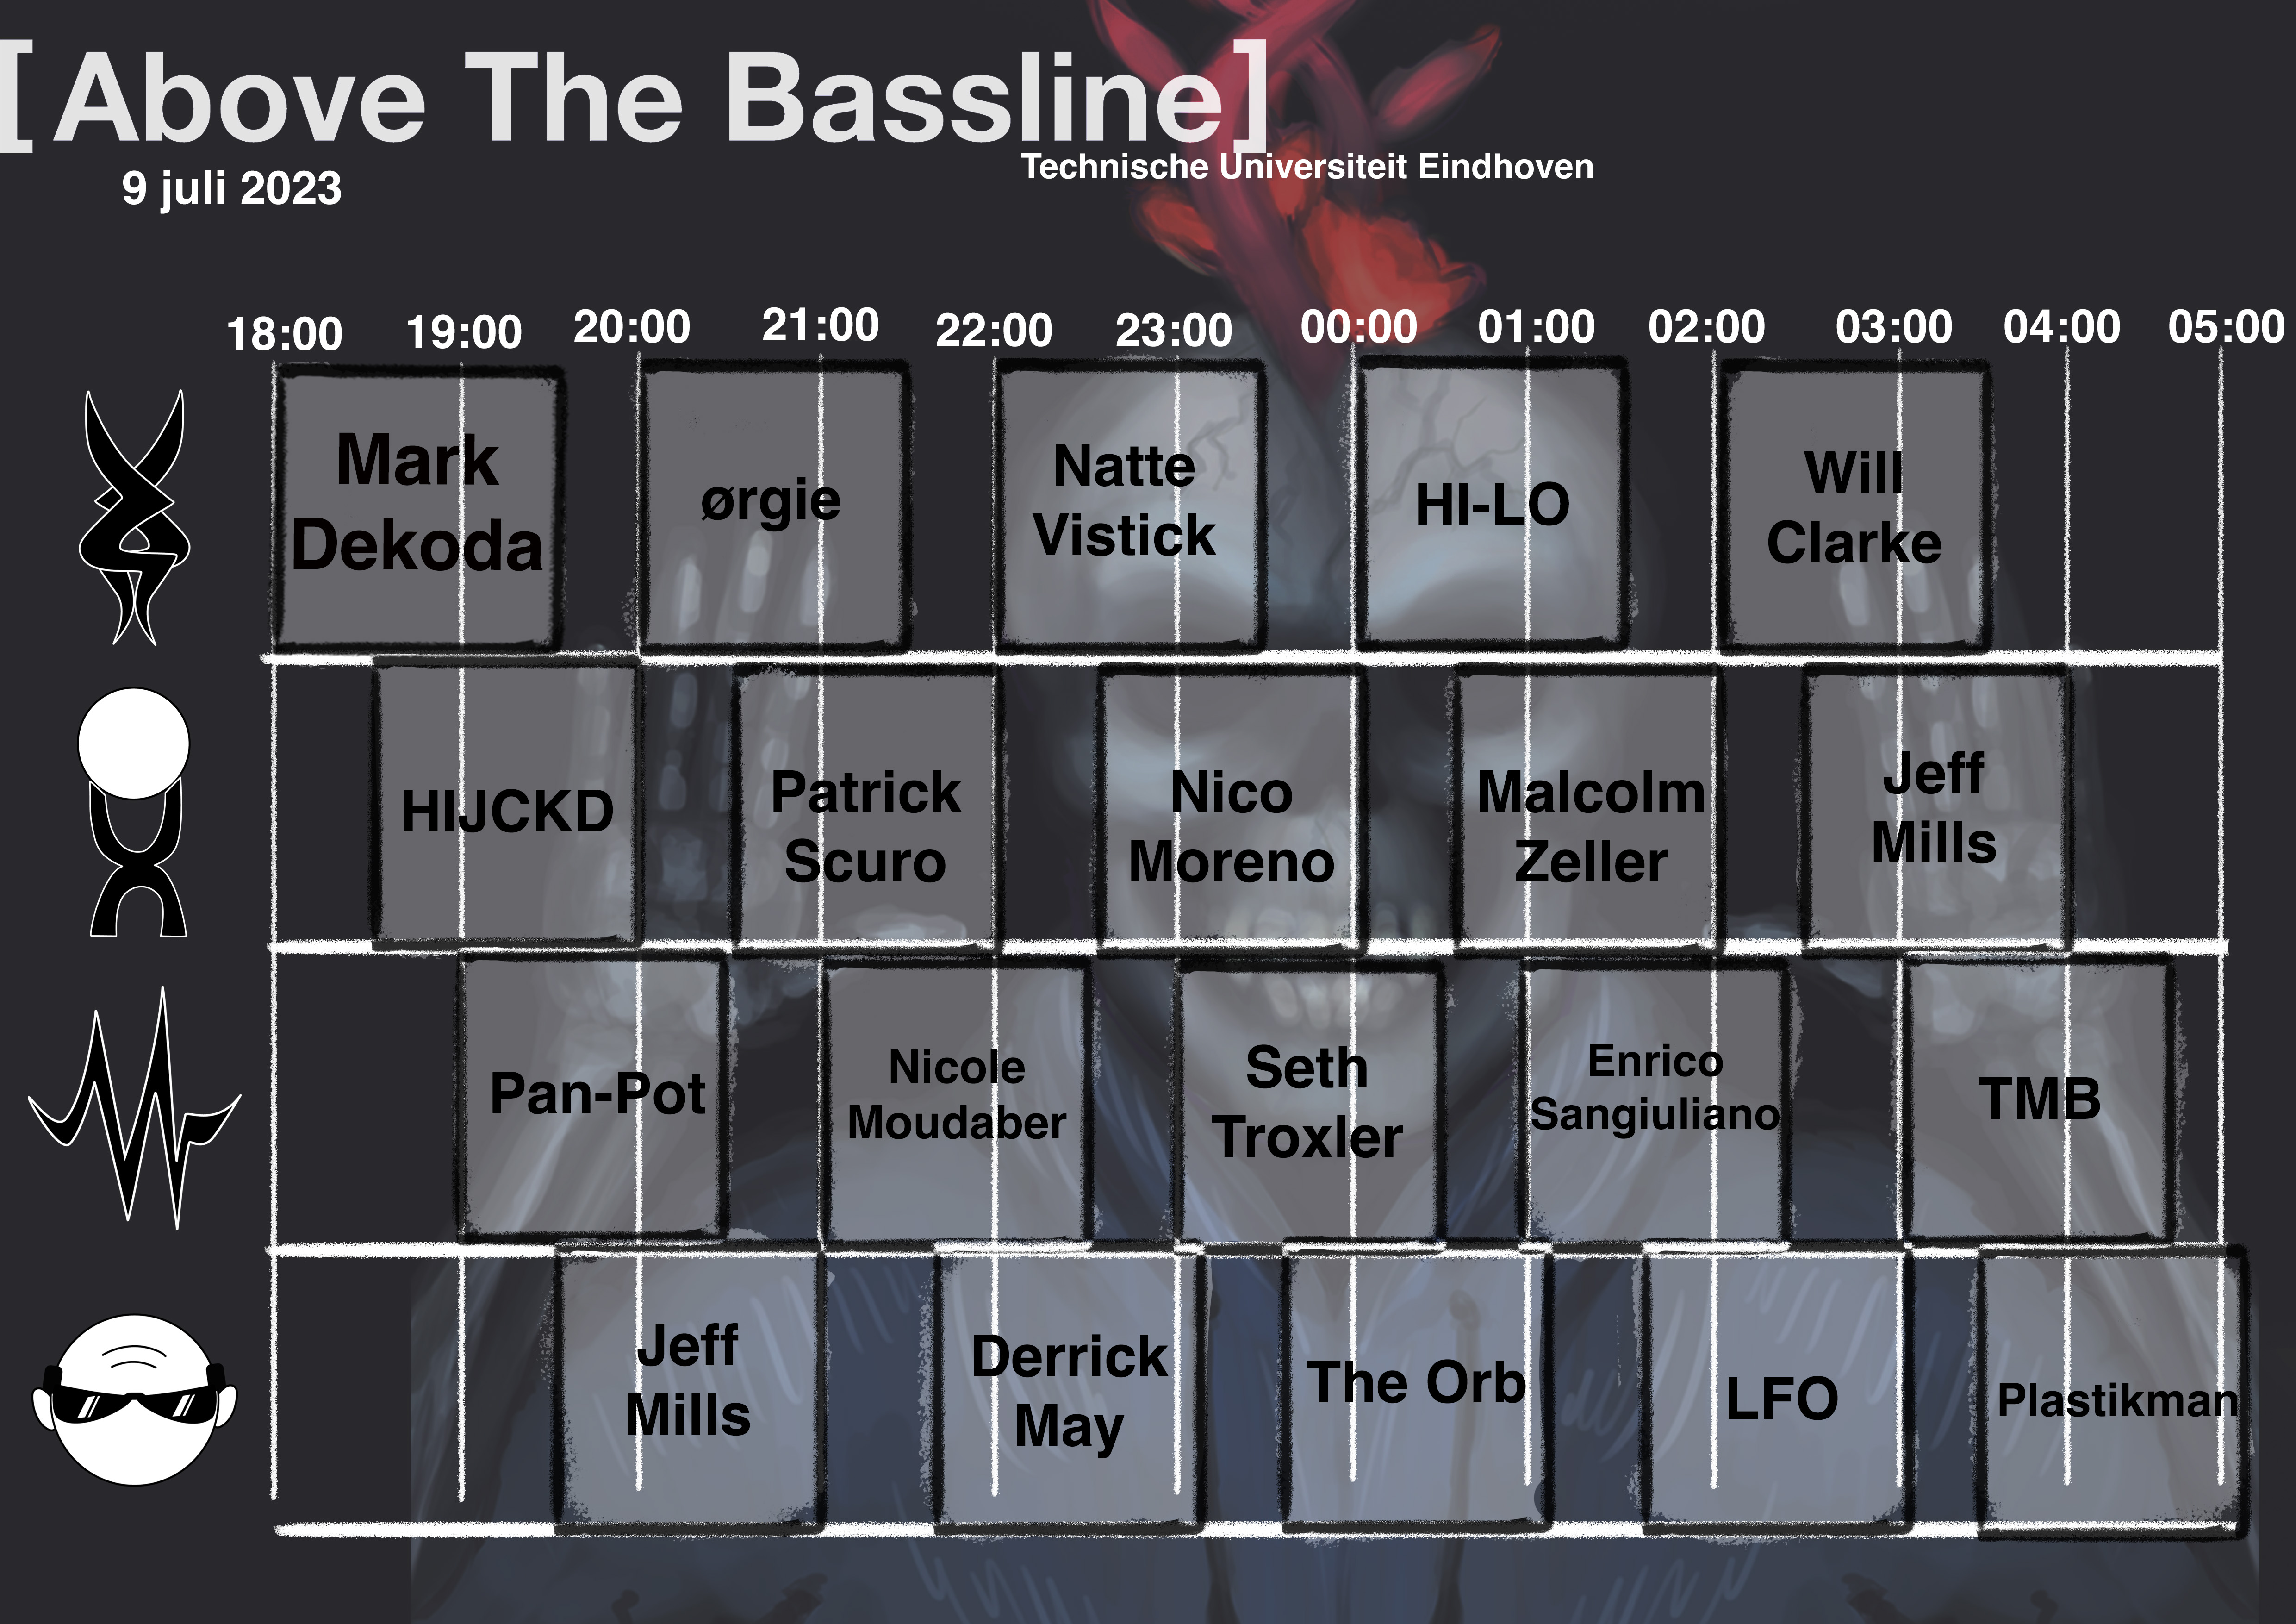 [ Above The Bassline]
9 juli 2023
Technische Universiteit Eindhoven
18:00 19:00 20:00 21:00 22:00 23:00 00:00 01:00 02:00 03:00 04:00 05:00
Mark
Dekoda
ørgie
Natte
Vistick
HI-LO
Will
Clarke
HIJCKD
Patrick
Scuro
Nico
Moreno
Malcolm
Zeller
Jeff
Mills
Pan-Pot
Nicole
Moudaber
Seth
Troxler
Enrico
Sangiuliano
TMB
Jeff
Mills
Derrick
May
The Orb
LFO
Plastikman